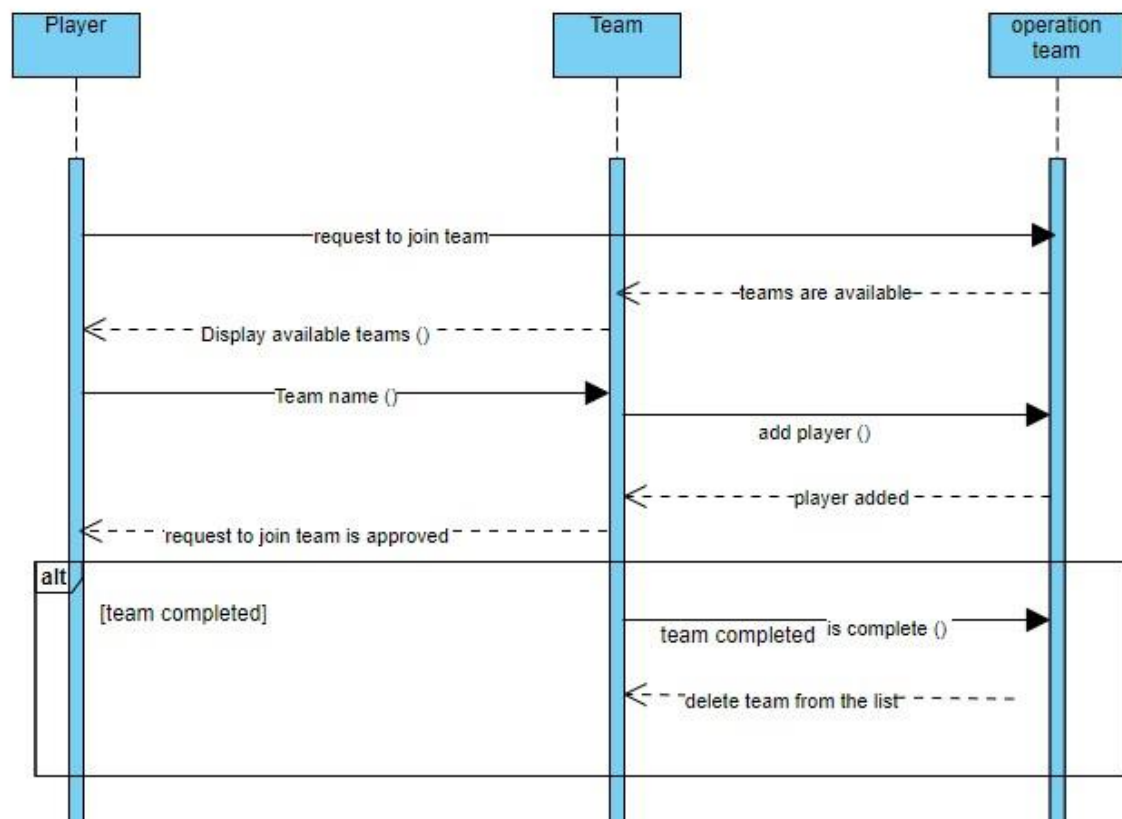 Player
Team
operation
team
request to join team
teams are available
Display available teams ()
Team name ()
add player ()
player added
request to join team is approved
alt
[team completed]
team completed is complete ()
delete team from the list